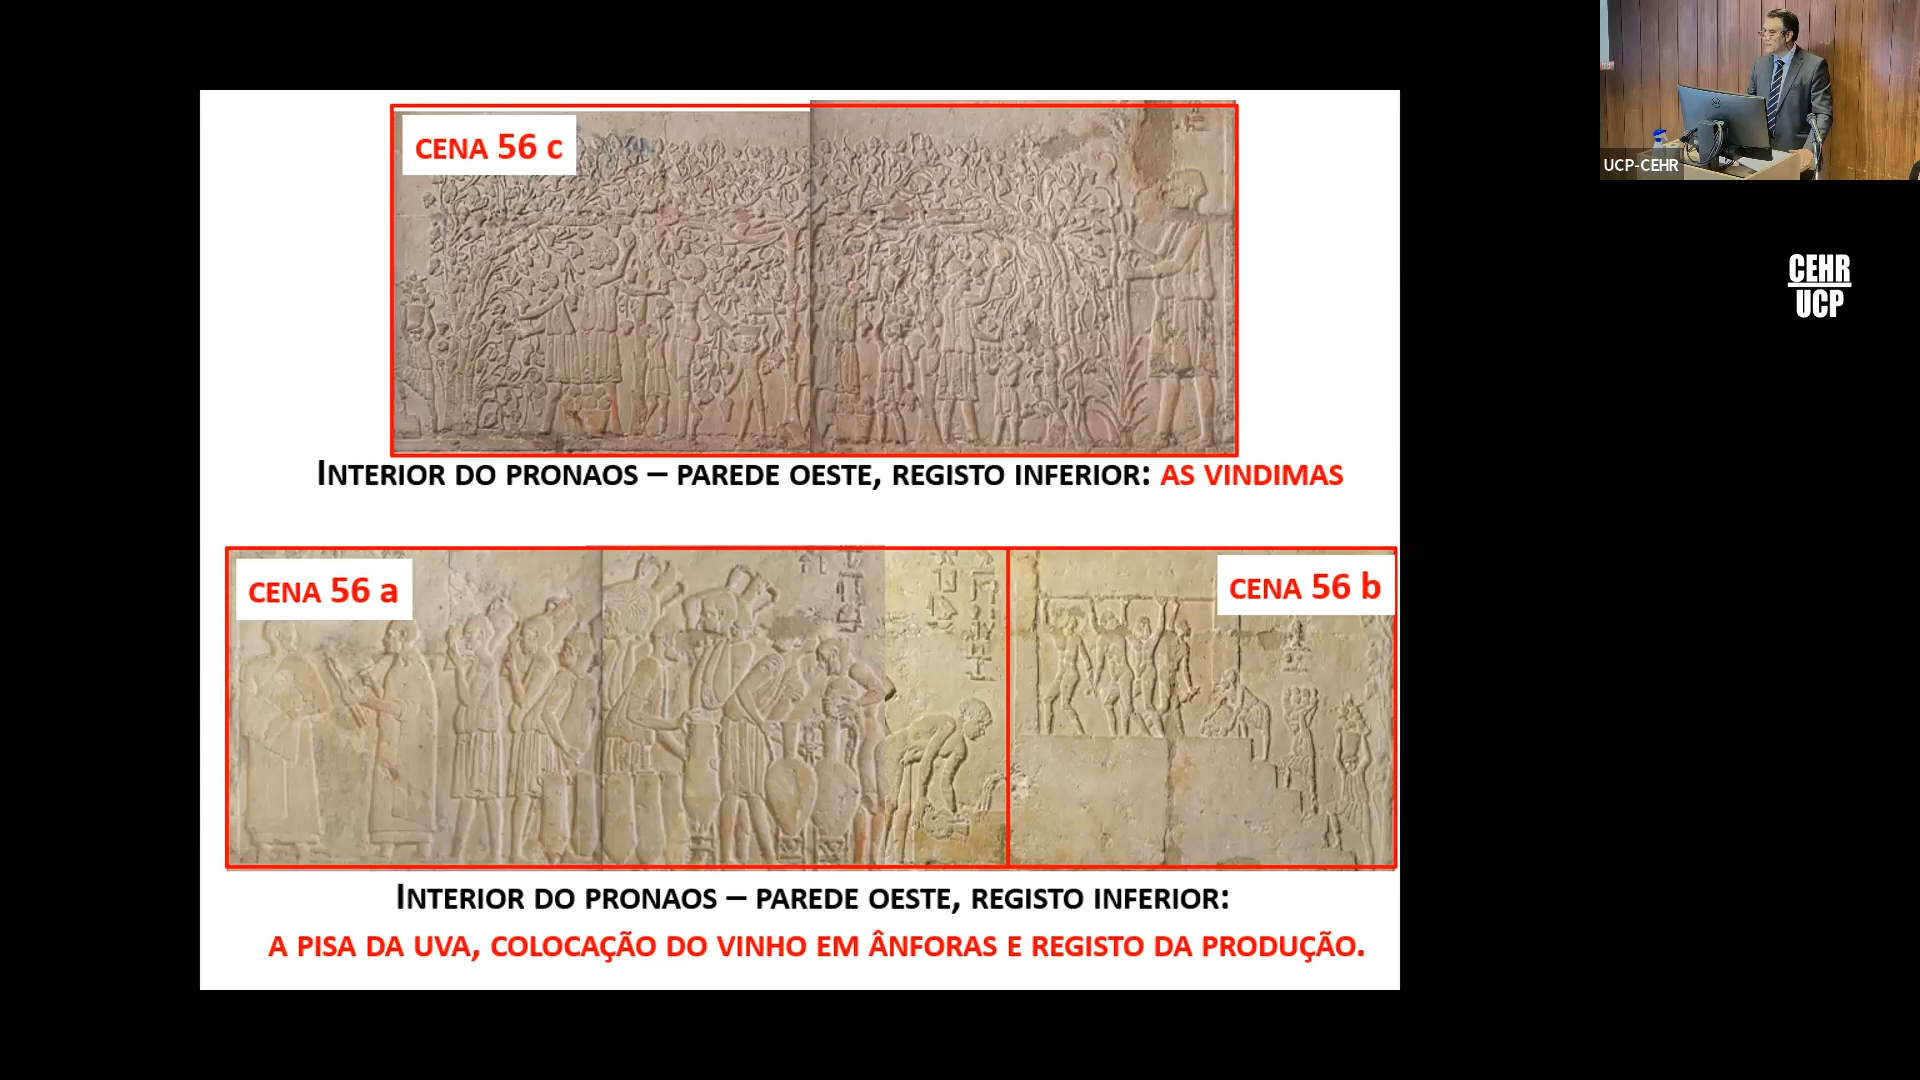 CENA 56 c
INTERIOR DO PRONAOS – PAREDE OESTE, REGISTO INFERIOR: AS VINDIMAS
CENA 56 a
CENA 56 b
INTERIOR DO PRONAOS – PAREDE OESTE, REGISTO INFERIOR:
A PISA DA UVA, COLOCAÇÃO DO VINHO EM ÂNFORAS E REGISTO DA PRODUÇÃO.
UCP-CEHR
CEHR
UCP